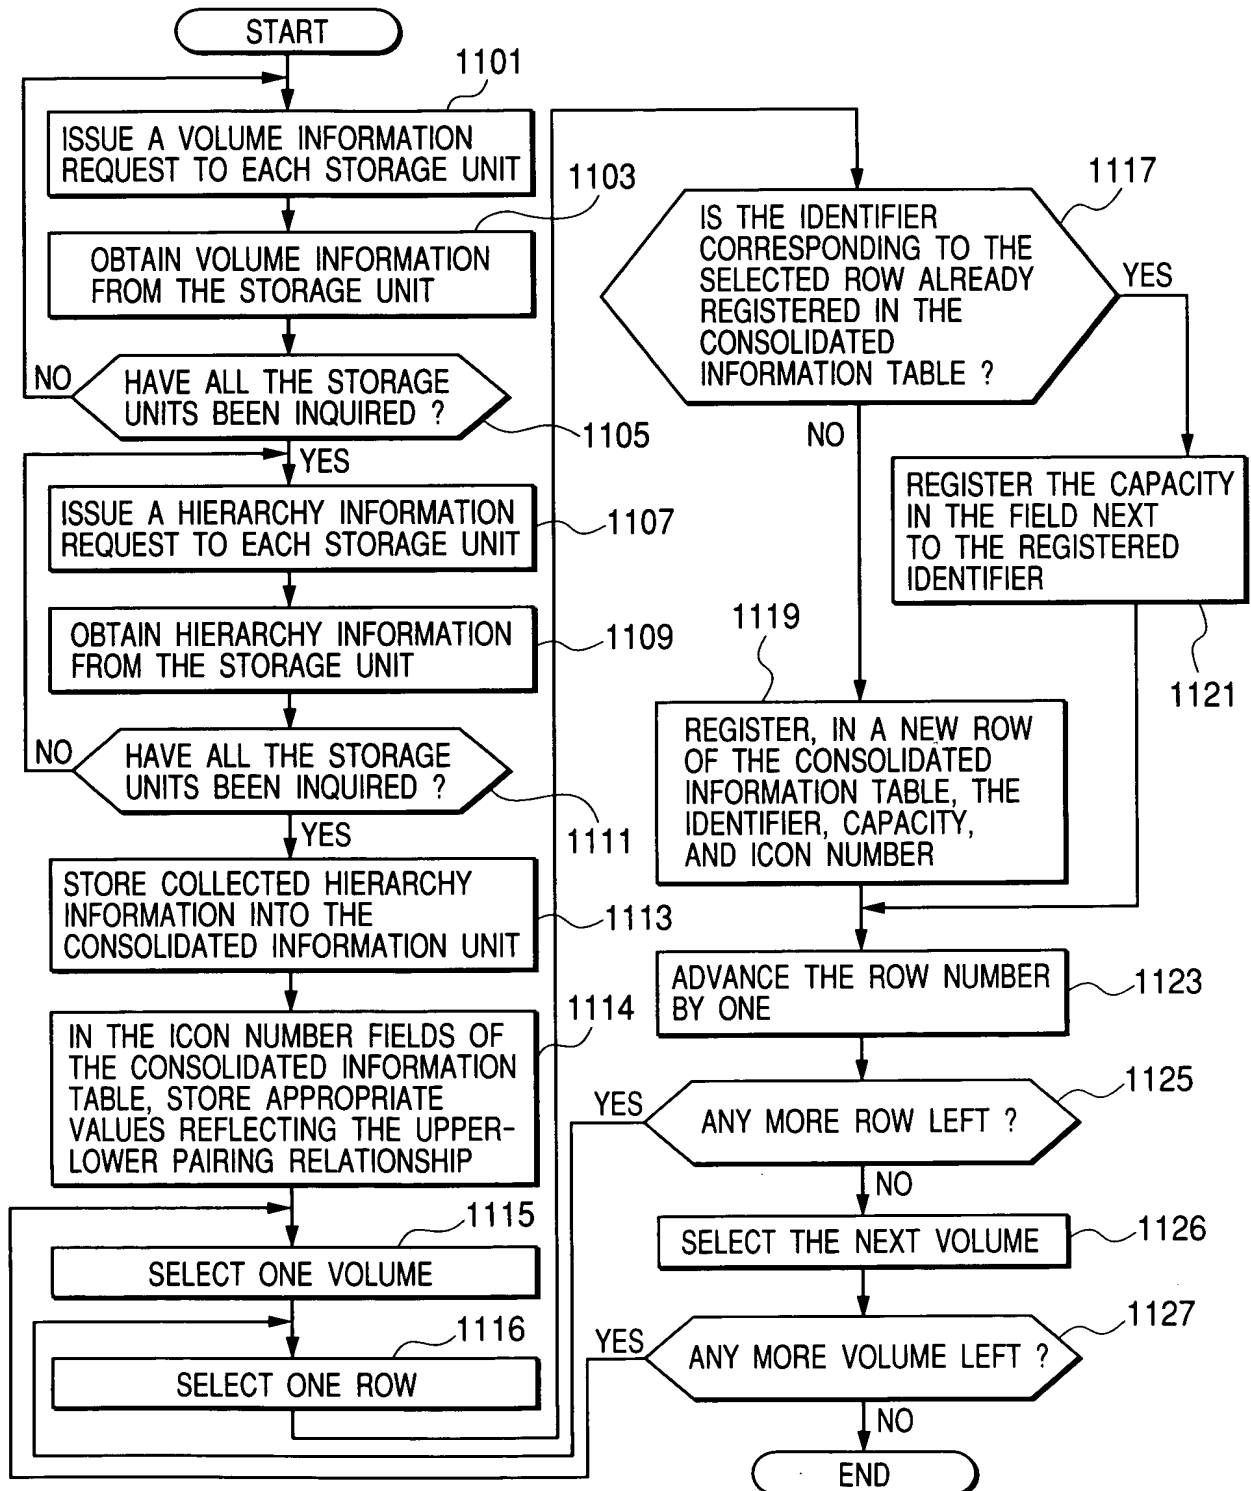 START
1101
ISSUE A VOLUME INFORMATION
REQUEST TO EACH STORAGE UNIT
1103
OBTAIN VOLUME INFORMATION
FROM THE STORAGE UNIT
NO
HAVE ALL THE STORAGE
UNITS BEEN INQUIRED ?
1105
YES
ISSUE A HIERARCHY INFORMATION
REQUEST TO EACH STORAGE UNIT
1107
OBTAIN HIERARCHY INFORMATION
FROM THE STORAGE UNIT
1109
NO
HAVE ALL THE STORAGE
UNITS BEEN INQUIRED ?
1111
YES
STORE COLLECTED HIERARCHY
INFORMATION INTO THE
CONSOLIDATED INFORMATION UNIT
1113
1114
IN THE ICON NUMBER FIELDS OF
THE CONSOLIDATED INFORMATION
TABLE, STORE APPROPRIATE
VALUES REFLECTING THE UPPER-
LOWER PAIRING RELATIONSHIP
1115
SELECT ONE VOLUME
1116
SELECT ONE ROW
1117
IS THE IDENTIFIER
CORRESPONDING TO THE
SELECTED ROW ALREADY
REGISTERED IN THE
CONSOLIDATED
INFORMATION TABLE ?
YES
NO
REGISTER THE CAPACITY
IN THE FIELD NEXT
TO THE REGISTERED
IDENTIFIER
1121
1119
REGISTER, IN A NEW ROW
OF THE CONSOLIDATED
INFORMATION TABLE, THE
IDENTIFIER, CAPACITY,
AND ICON NUMBER
ADVANCE THE ROW NUMBER
BY ONE
1123
1125
YES
ANY MORE ROW LEFT ?
NO
SELECT THE NEXT VOLUME
1126
1127
YES
ANY MORE VOLUME LEFT ?
NO
END